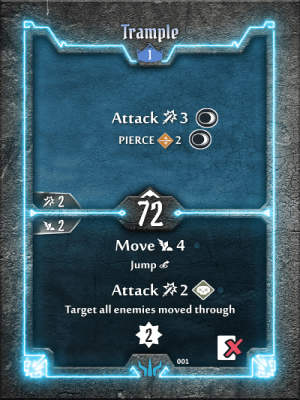 Trample
1
Attack 3
PIERCE 2
2
72
2
Move 4
Jump
Attack 2
Target all enemies moved through
2
001